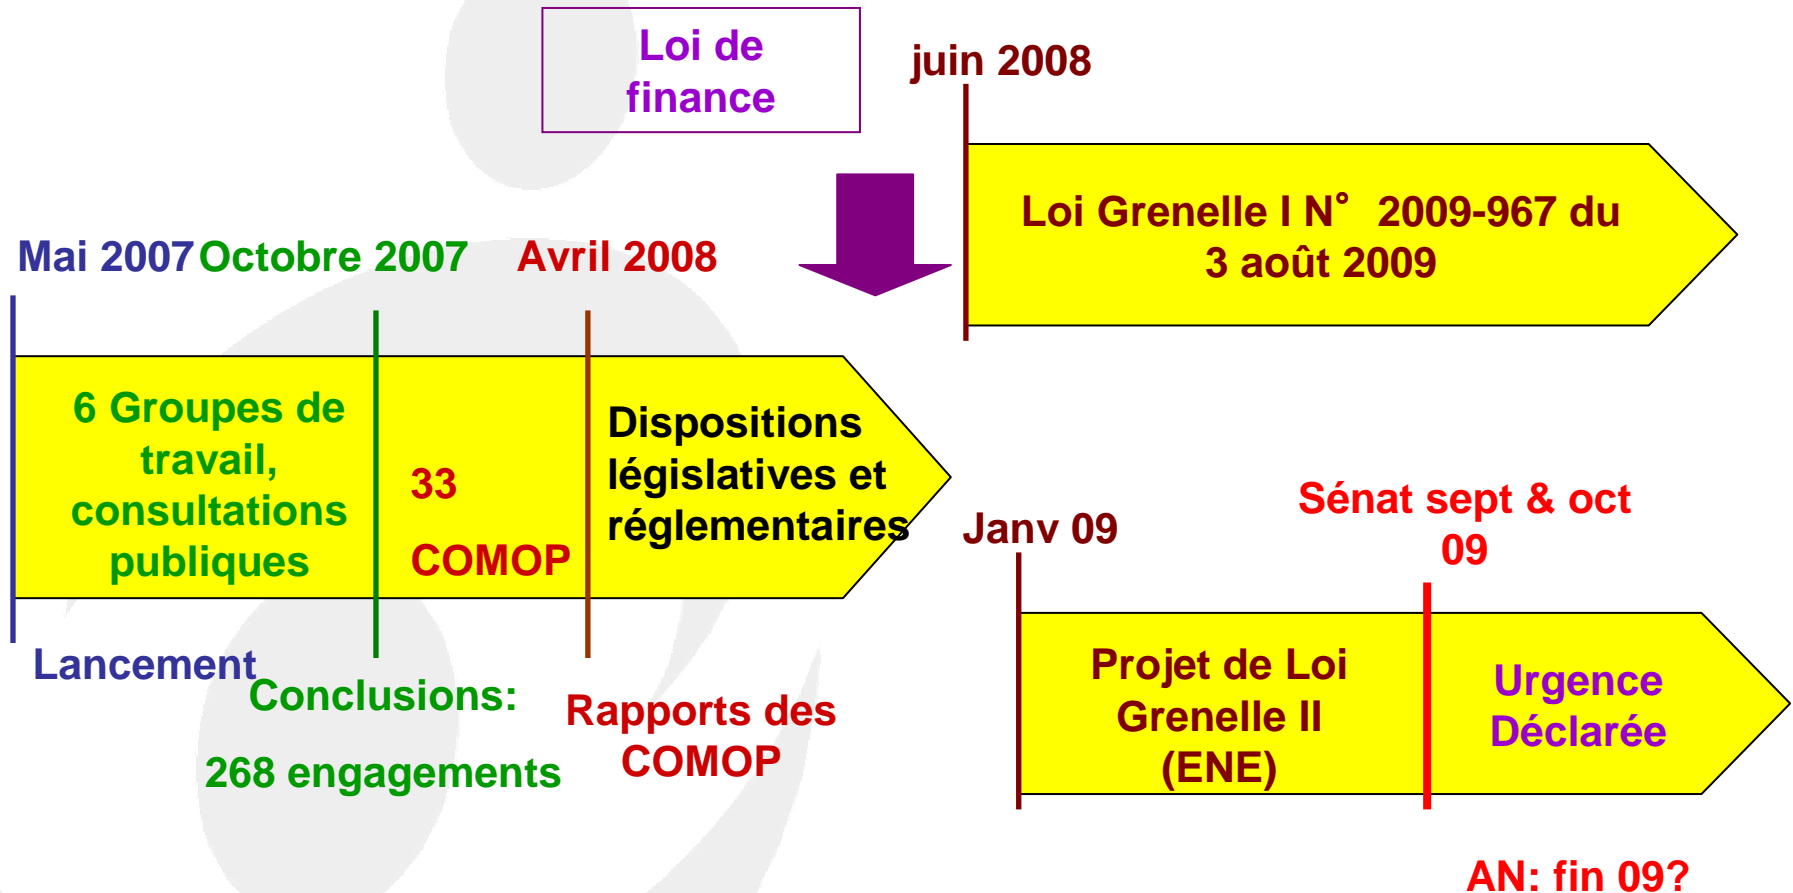 Loi de
finance
juin 2008
Loi Grenelle I N° 2009-967 du
3 août 2009
Mai 2007
Octobre 2007
Avril 2008
6 Groupes de
travail,
consultations
publiques
33
COMOP
Dispositions
législatives et
réglementaires
Lancement
Conclusions:
268 engagements
Rapports des
COMOP
Janv 09
Sénat sept & oct
09
Projet de Loi
Grenelle II
(ENE)
Urgence
Déclarée
AN: fin 09?